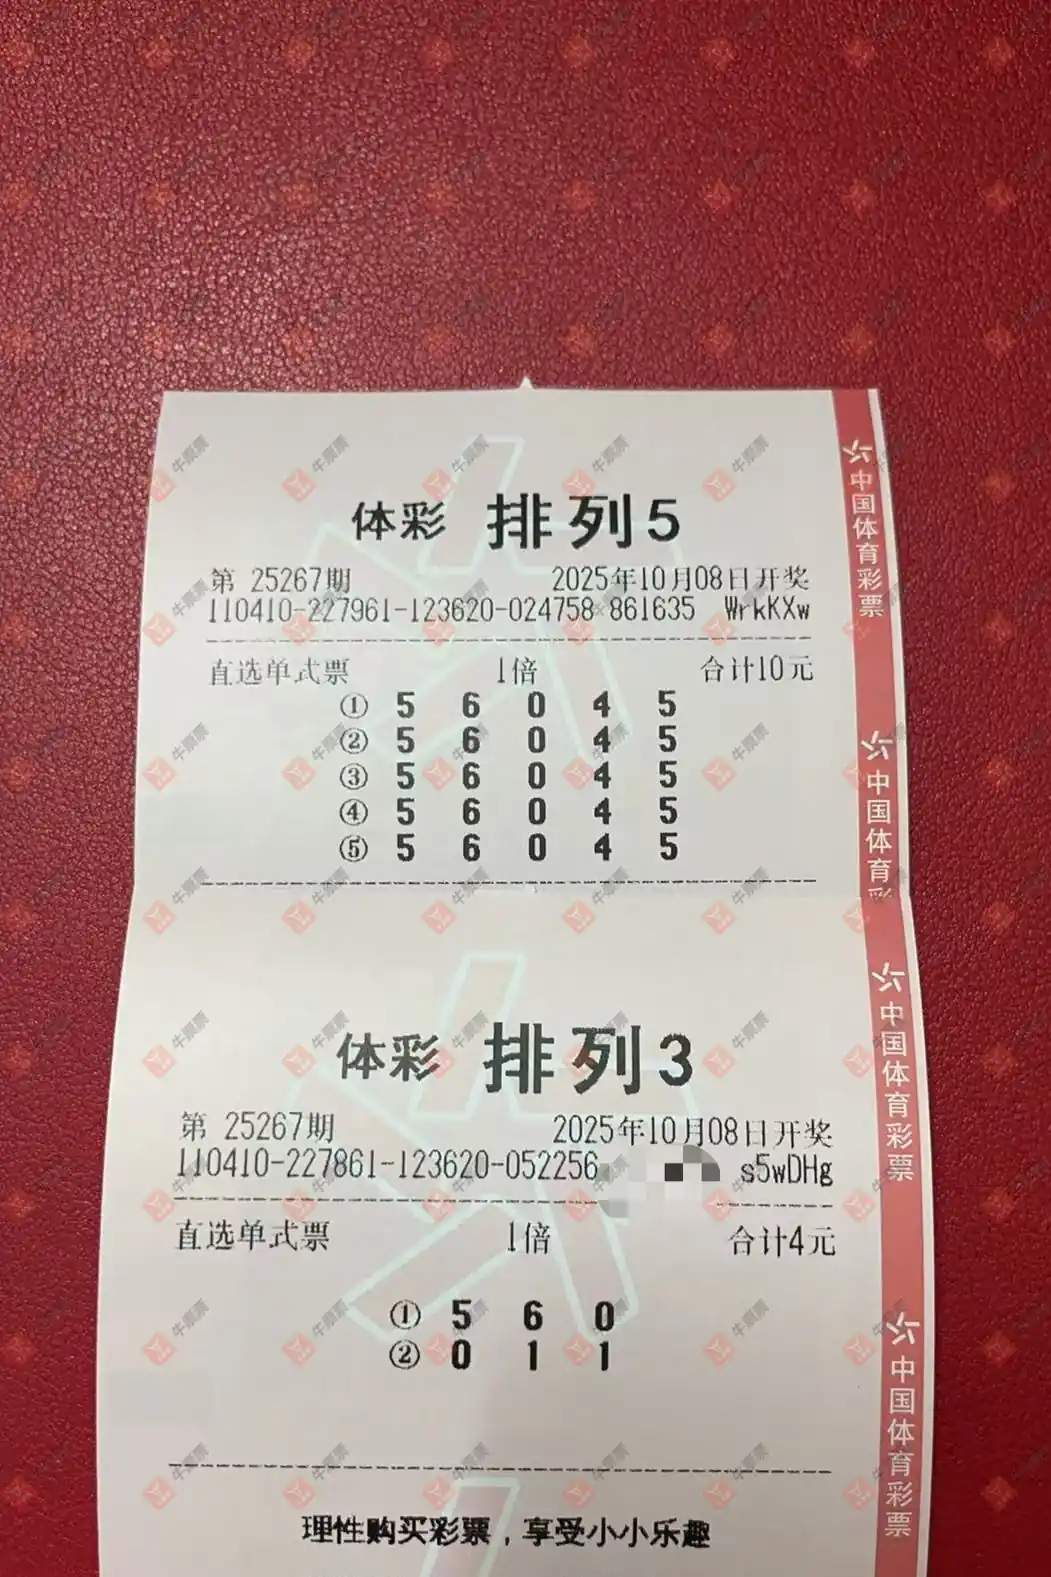 体彩 排列5
第 25267期 2025年10月08日开奖
110410-227961-123620-024758 861635 WrkKXw
直选单式票 1倍 合计10元
① 5 6 0 4 5
② 5 6 0 4 5
③ 5 6 0 4 5
④ 5 6 0 4 5
⑤ 5 6 0 4 5
体彩 排列3
第 25267期 2025年10月08日开奖
110410-227861-123620-052256 s5wDHg
直选单式票 1倍 合计4元
① 5 6 0
② 0 1 1
理性购买彩票，享受小小乐趣
中国体育彩票
中国体育彩
中国体育彩票
中国体育彩票
牛票票